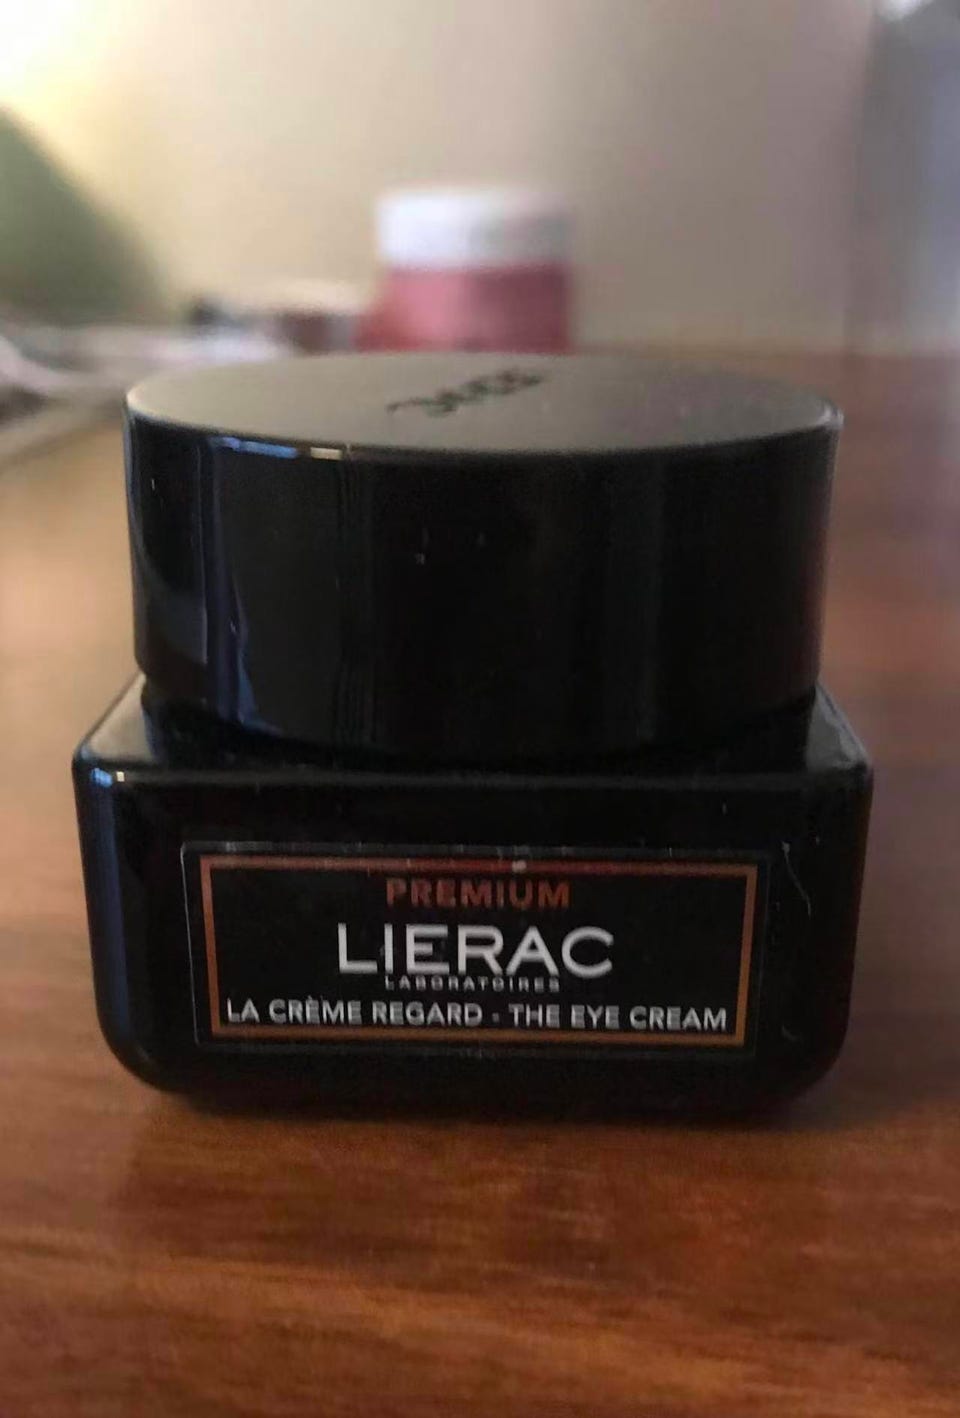 PREMIUM
LIERAC
LABORATOIRES
LA CRÈME REGARD - THE EYE CREAM